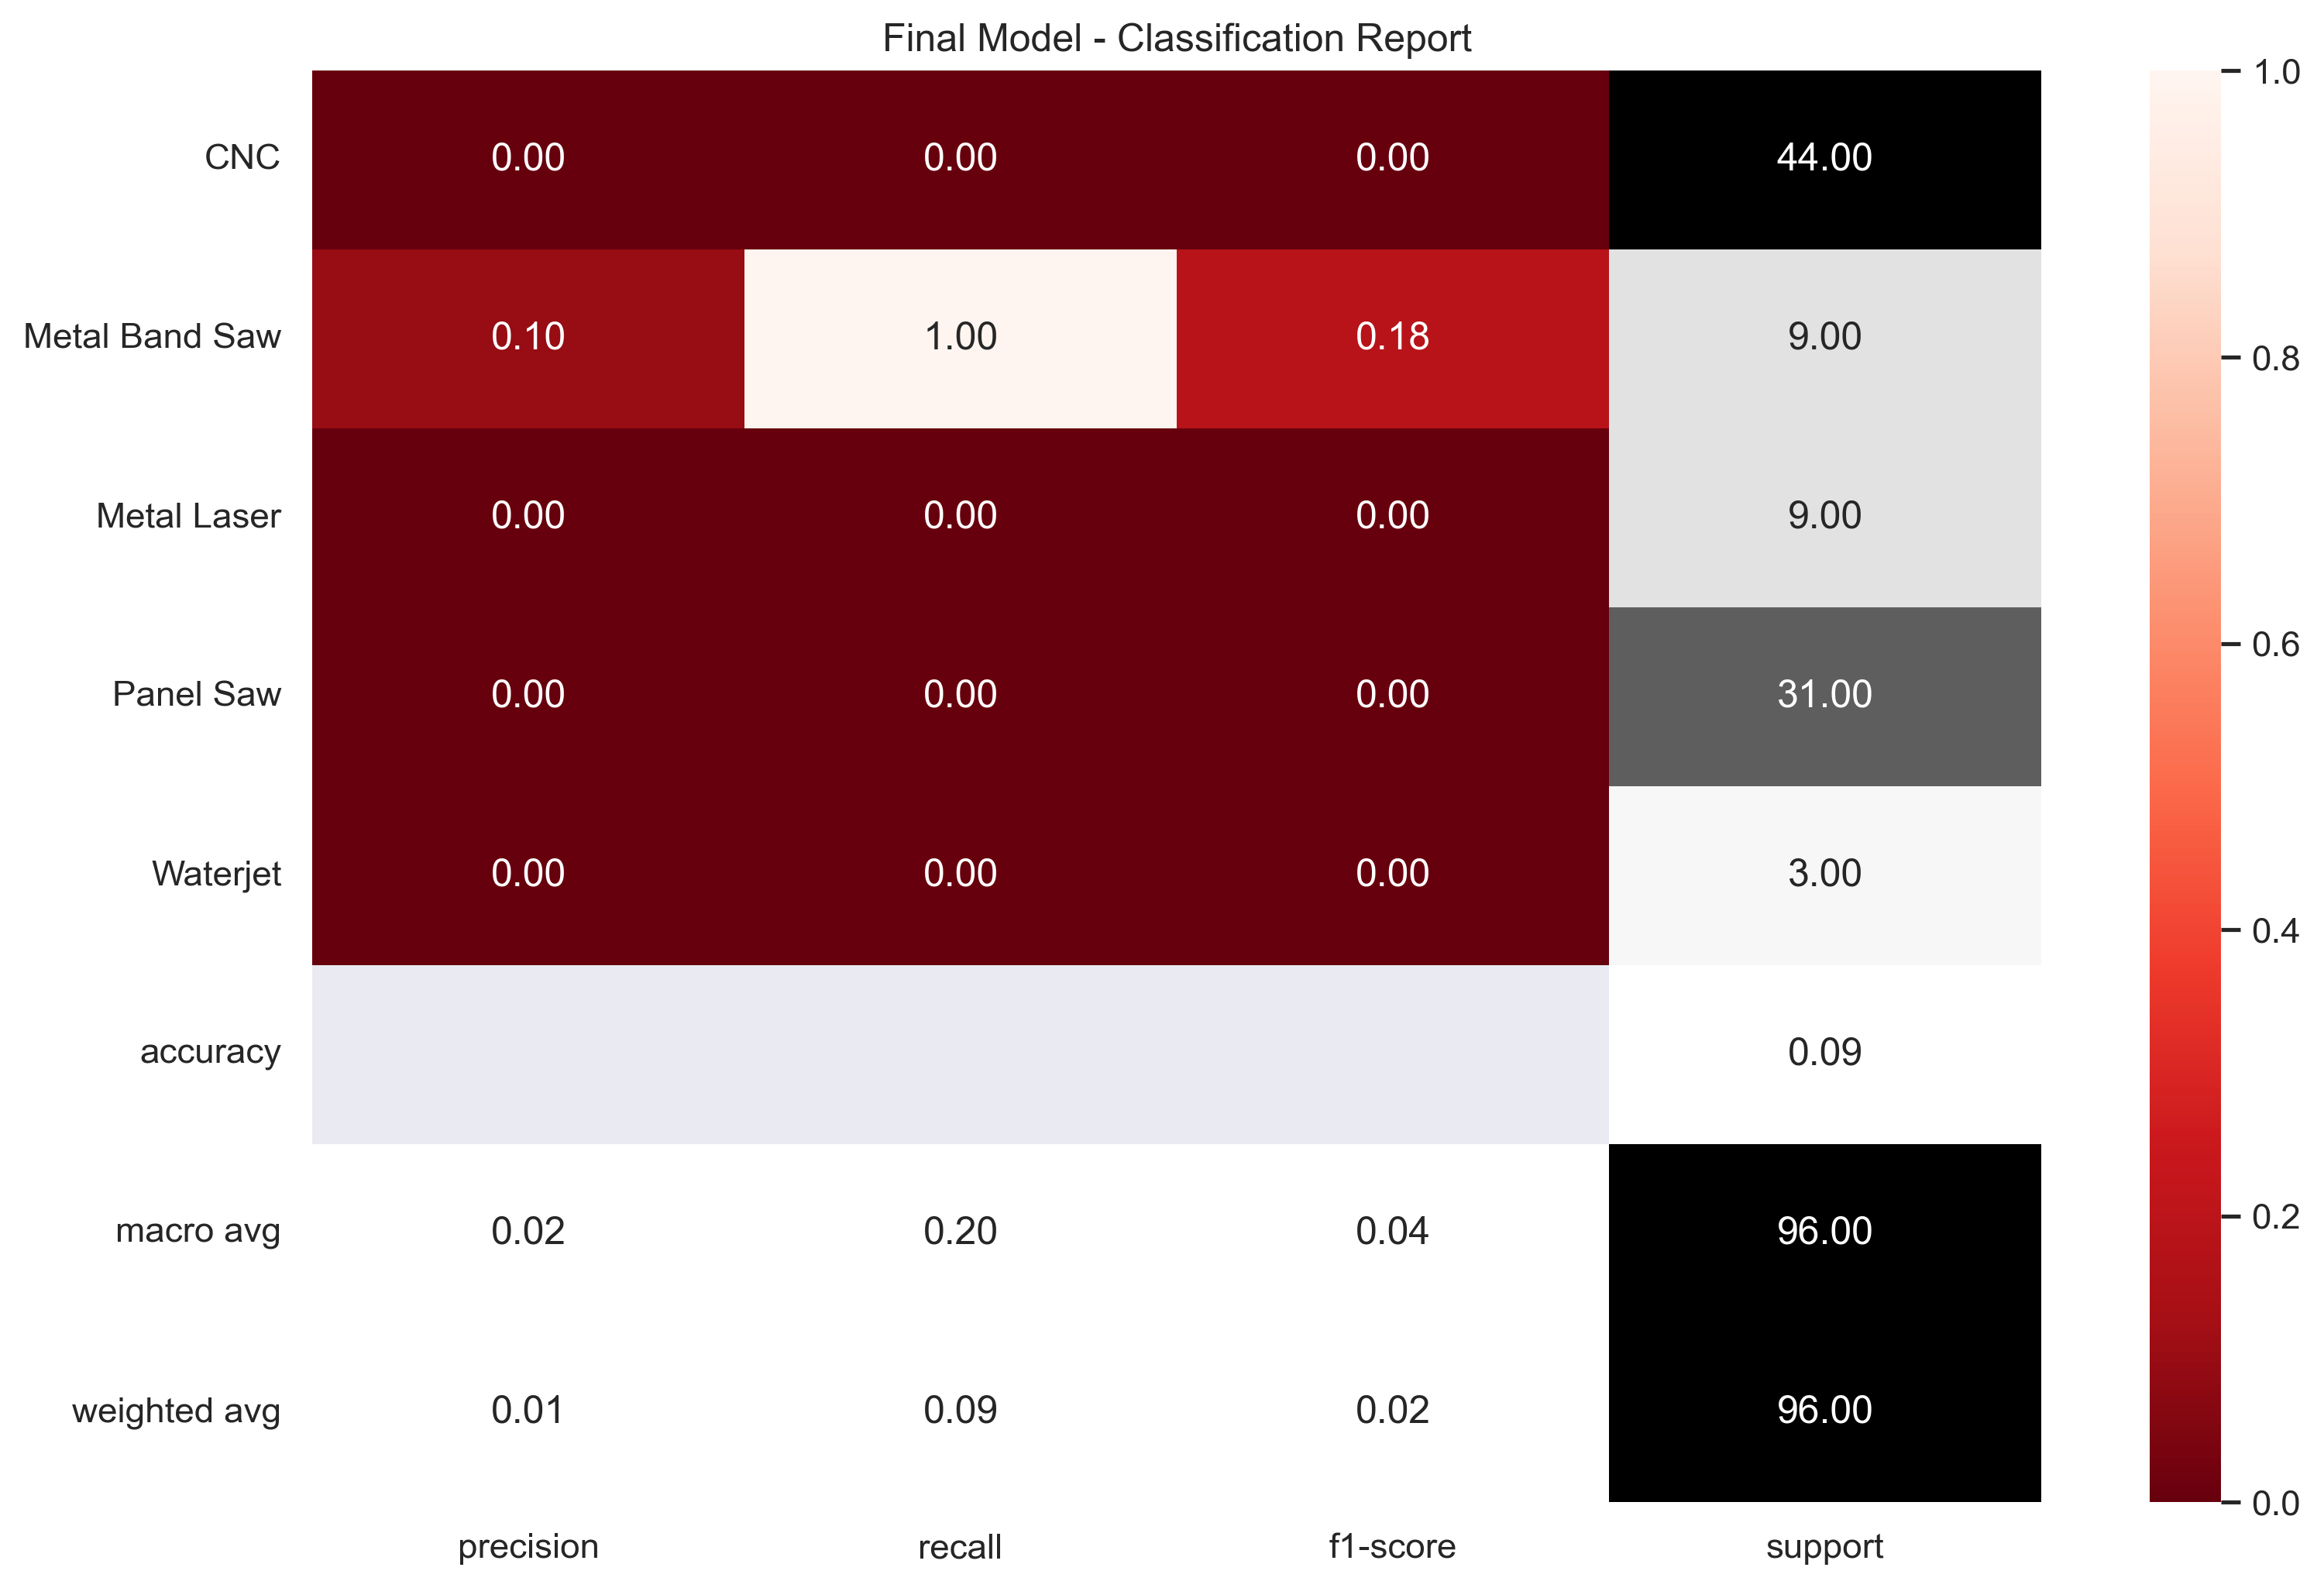 Final Model - Classification Report
CNC 0.00 0.00 0.00 44.00
Metal Band Saw 0.10 1.00 0.18 9.00
Metal Laser 0.00 0.00 0.00 9.00
Panel Saw 0.00 0.00 0.00 31.00
Waterjet 0.00 0.00 0.00 3.00
accuracy 0.09
macro avg 0.02 0.20 0.04 96.00
weighted avg 0.01 0.09 0.02 96.00
precision recall f1-score support
1.0
0.8
0.6
0.4
0.2
0.0